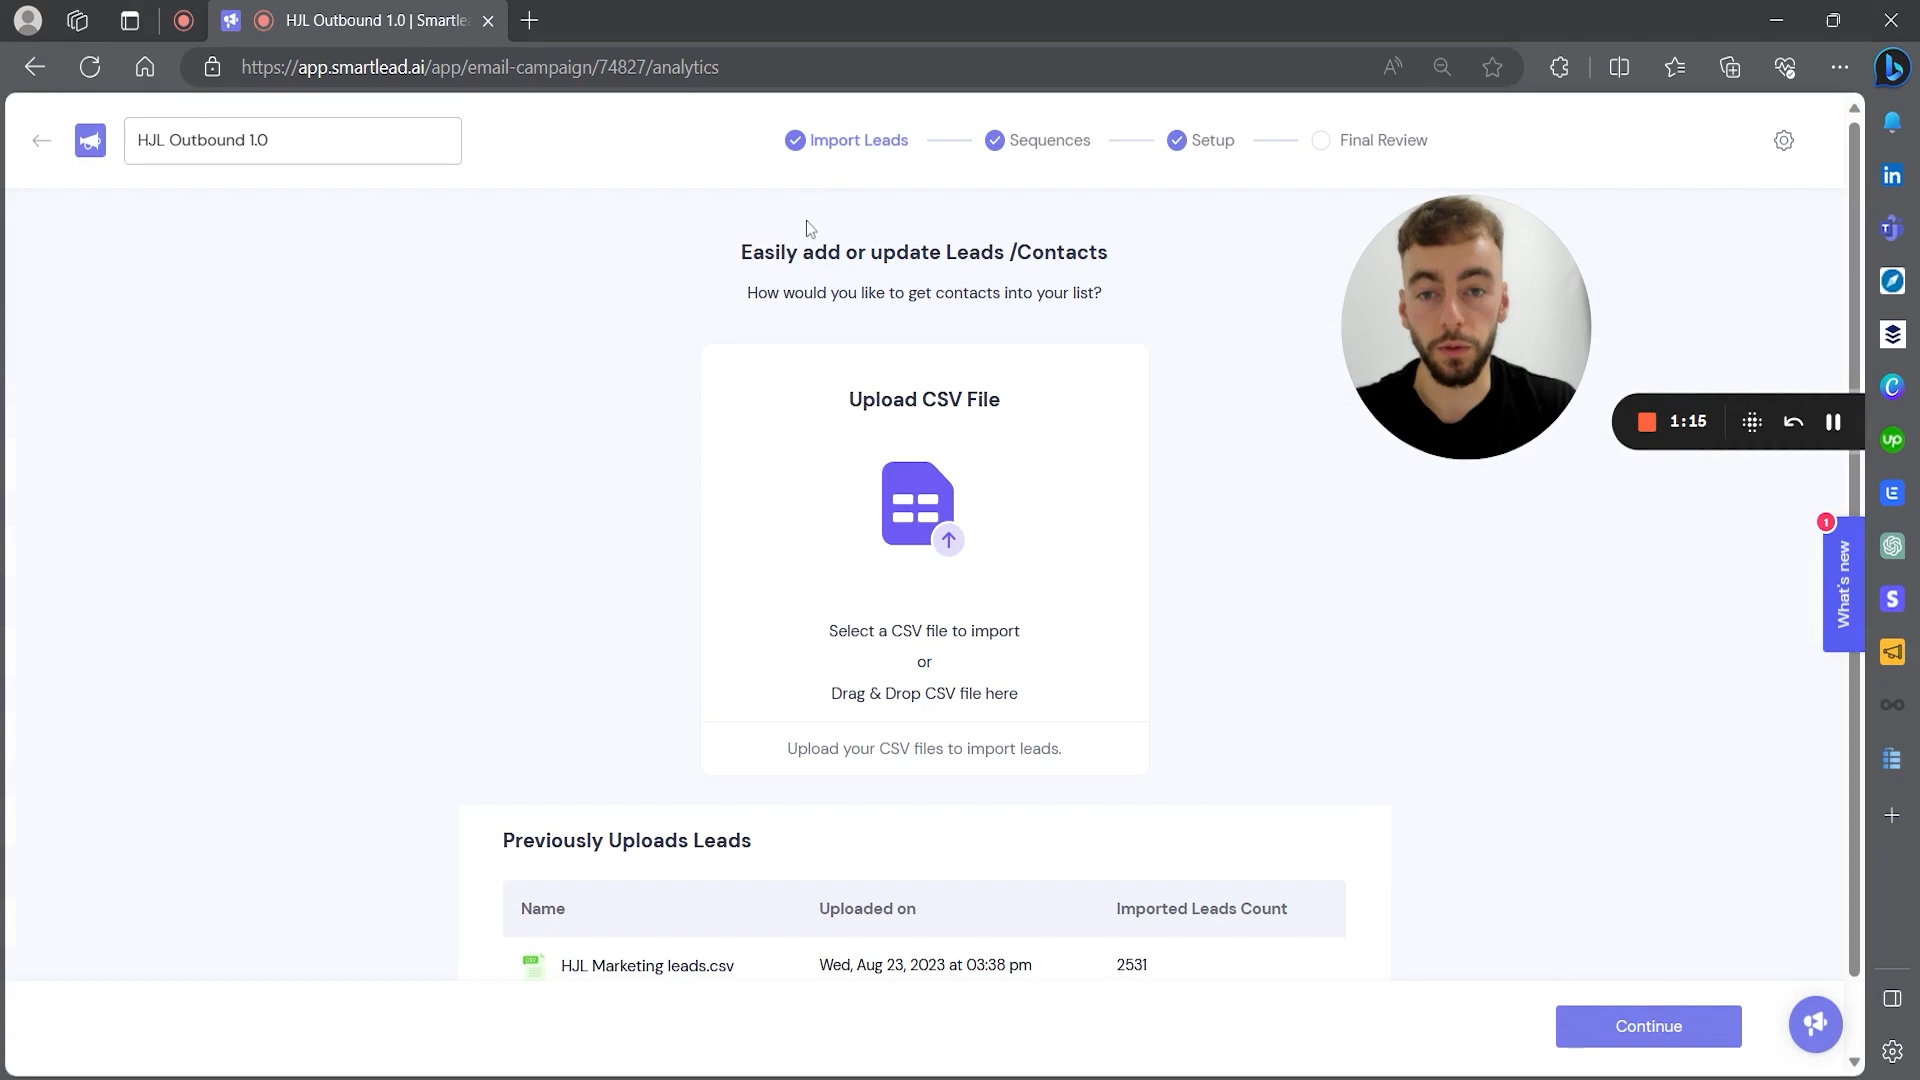 HJL Outbound 1.0 | Smartle
https://app.smartlead.ai/app/email-campaign/74827/analytics
HJL Outbound 1.0
Import Leads
Sequences
Setup
Final Review
Easily add or update Leads /Contacts
How would you like to get contacts into your list?
Upload CSV File
Select a CSV file to import
or
Drag & Drop CSV file here
Upload your CSV files to import leads.
1:15
1
What's new
Previously Uploads Leads
Name Uploaded on Imported Leads Count
HJL Marketing leads.csv Wed, Aug 23, 2023 at 03:38 pm 2531
Continue